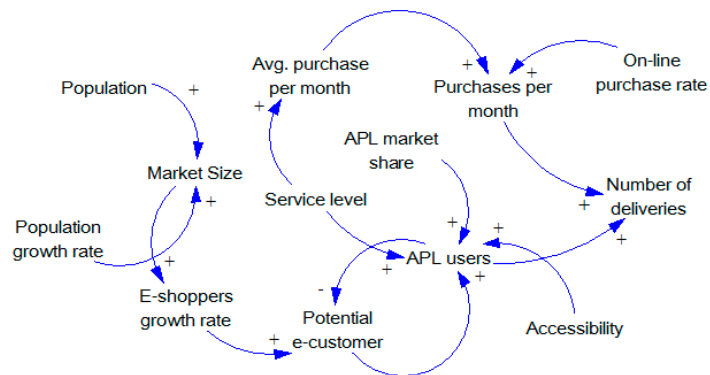 Avg. purchase
per month
On-line
purchase rate
Population
+
+
+
+
Purchases per
month
+
APL market
share
Market Size
+
Service level
Number of
deliveries
+
Population
growth rate
+
+
+
+
APL users
+
+
E-shoppers
growth rate
-
Potential
e-customer
+
Accessibility